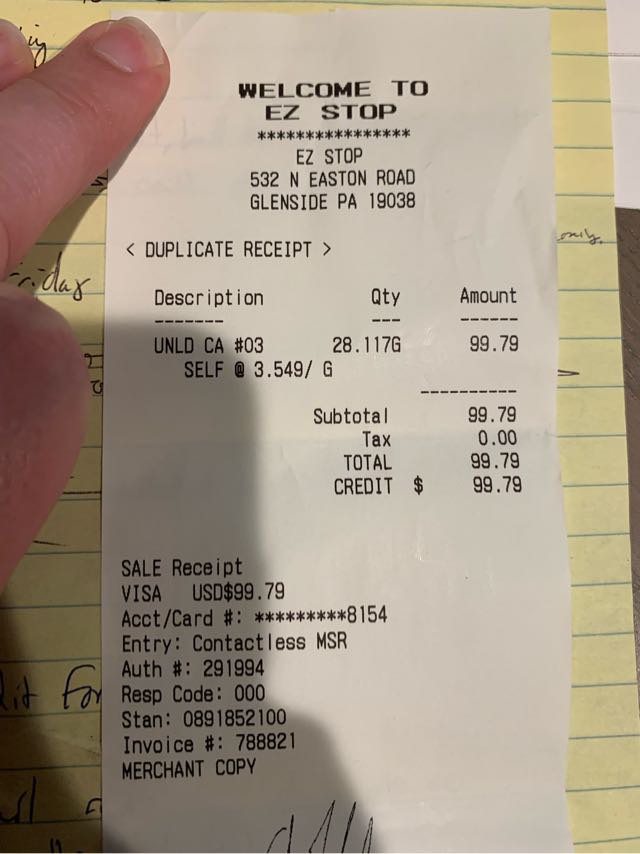 WELCOME TO
EZ STOP
****************
EZ STOP
532 N EASTON ROAD
GLENSIDE PA 19038
< DUPLICATE RECEIPT >
Description Qty Amount
------- --- ------
UNLD CA #03 28.117G 99.79
SELF @ 3.549/ G
----------
Subtotal 99.79
Tax 0.00
TOTAL 99.79
CREDIT $ 99.79
SALE Receipt
VISA USD$99.79
Acct/Card #: *********8154
Entry: Contactless MSR
Auth #: 291994
Resp Code: 000
Stan: 0891852100
Invoice #: 788821
MERCHANT COPY
only.